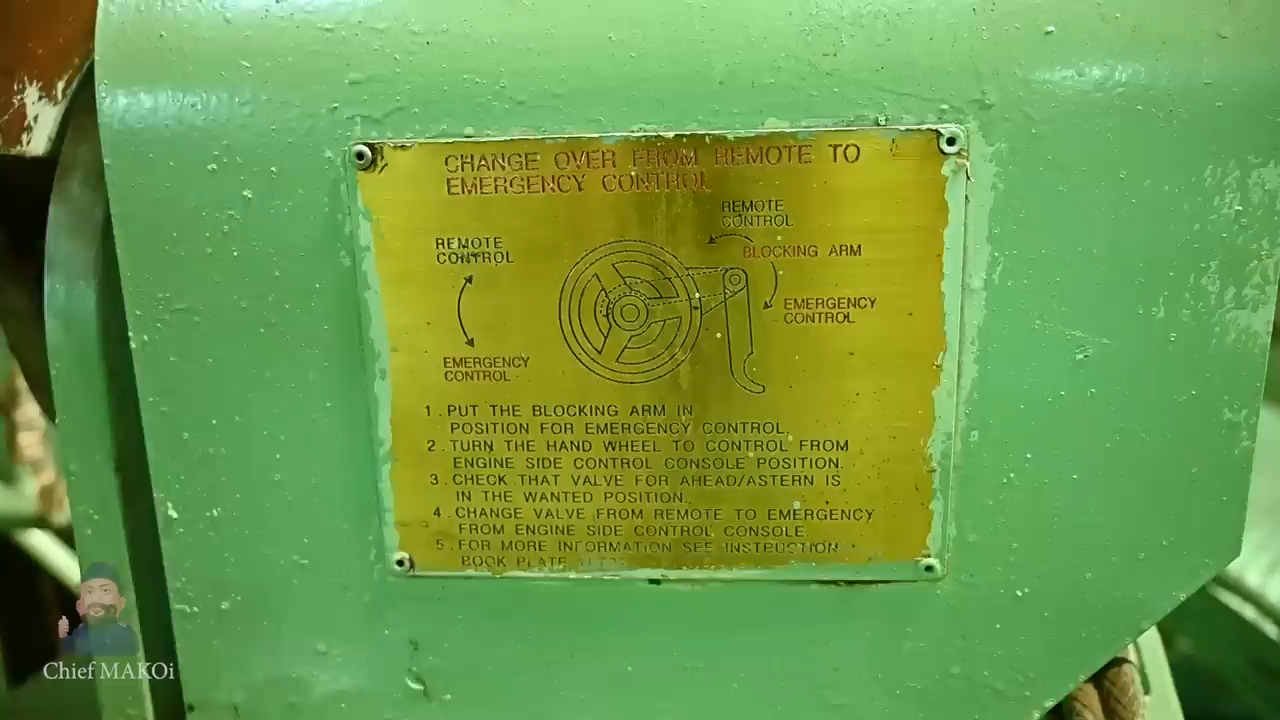 CHANGE OVER FROM REMOTE TO
EMERGENCY CONTROL
REMOTE
CONTROL
BLOCKING ARM
REMOTE
CONTROL
EMERGENCY
CONTROL
EMERGENCY
CONTROL
1. PUT THE BLOCKING ARM IN
POSITION FOR EMERGENCY CONTROL.
2. TURN THE HAND WHEEL TO CONTROL FROM
ENGINE SIDE CONTROL CONSOLE POSITION.
3. CHECK THAT VALVE FOR AHEAD/ASTERN IS
IN THE WANTED POSITION.
4. CHANGE VALVE FROM REMOTE TO EMERGENCY
FROM ENGINE SIDE CONTROL CONSOLE.
5. FOR MORE INFORMATION SEE INSTRUCTION
BOOK PLATE
Chief MAKOi